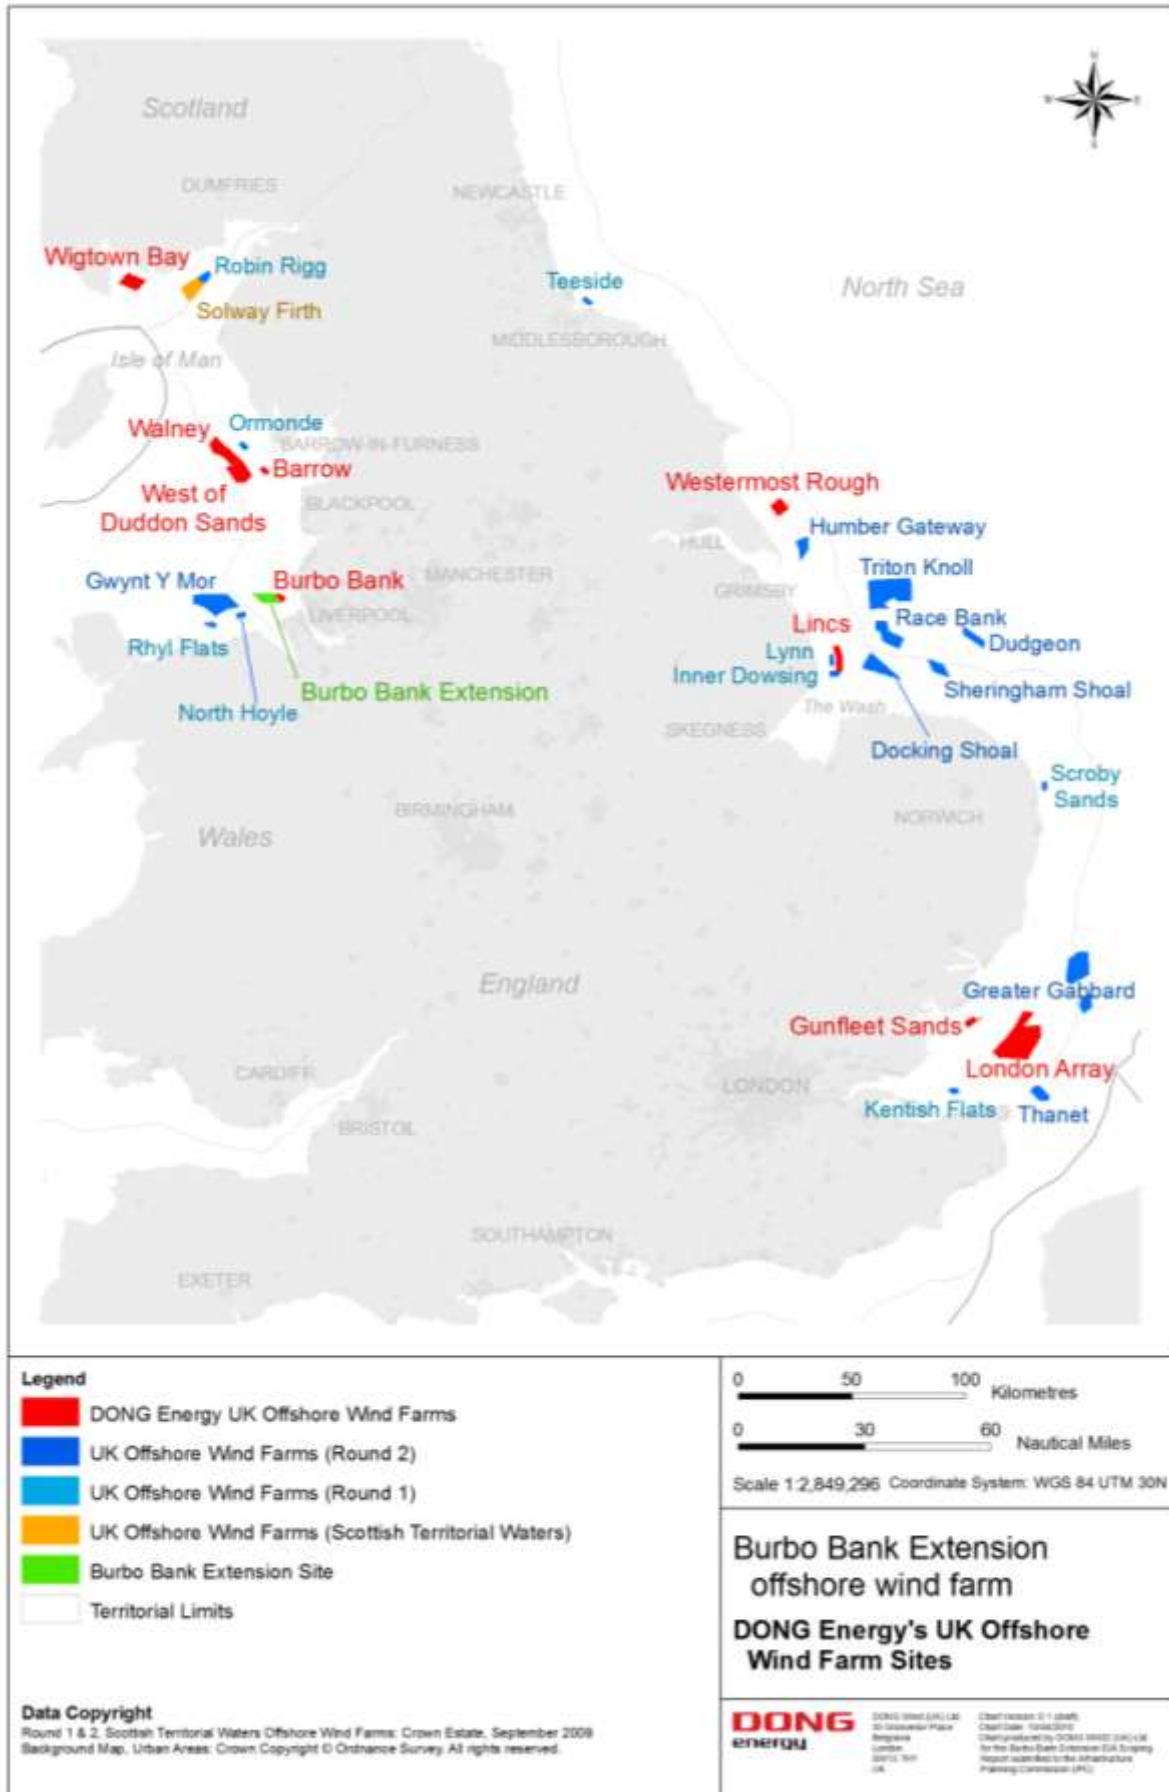 N
W
E
S
Scotland
DUMFRIES
NEWCASTLE
Wigtown Bay
Robin Rigg
Solway Firth
Teeside
North Sea
MIDDLESBOROUGH
Isle of Man
Walney
Ormonde
BARROW-IN-FURNESS
Barrow
West of
Duddon Sands
BLACKPOOL
Westermost Rough
Humber Gateway
HULL
Triton Knoll
Gwynt Y Mor
Burbo Bank
MANCHESTER
GRIMSBY
LIVERPOOL
Race Bank
Lincs
Dudgeon
Rhyl Flats
Lynn
Inner Dowsing
Sheringham Shoal
Burbo Bank Extension
North Hoyle
The Wash
SKEGNESS
Docking Shoal
Scroby
Sands
BIRMINGHAM
NORWICH
Wales
England
Greater Gabbard
Gunfleet Sands
London Array
CARDIFF
LONDON
Kentish Flats
Thanet
BRISTOL
SOUTHAMPTON
EXETER
Legend
DONG Energy UK Offshore Wind Farms
UK Offshore Wind Farms (Round 2)
UK Offshore Wind Farms (Round 1)
UK Offshore Wind Farms (Scottish Territorial Waters)
Burbo Bank Extension Site
Territorial Limits
Data Copyright
Round 1 & 2, Scottish Territorial Waters Offshore Wind Farms: Crown Estate, September 2009
Background Map, Urban Areas: Crown Copyright © Ordnance Survey. All rights reserved.
0 50 100 Kilometres
0 30 60 Nautical Miles
Scale 1:2,849,296 Coordinate System: WGS 84 UTM 30N
Burbo Bank Extension
offshore wind farm
DONG Energy's UK Offshore
Wind Farm Sites
DONG
energy
DONG Wind (UK) Ltd
London
UK